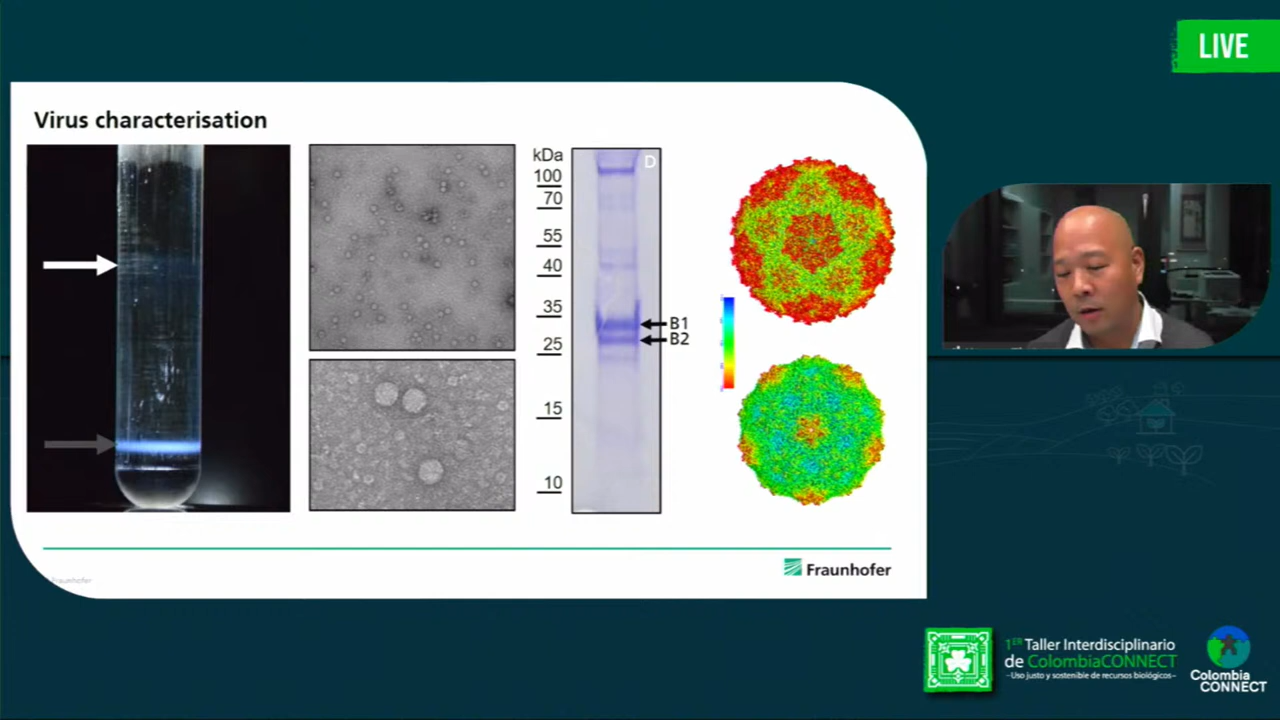 LIVE
Virus characterisation
kDa
100
70
55
40
35
25
15
10
D
B1
B2
Fraunhofer
Fraunhofer
1ER Taller Interdisciplinario
de ColombiaCONNECT
-Uso justo y sostenible de recursos biológicos-
Colombia
CONNECT